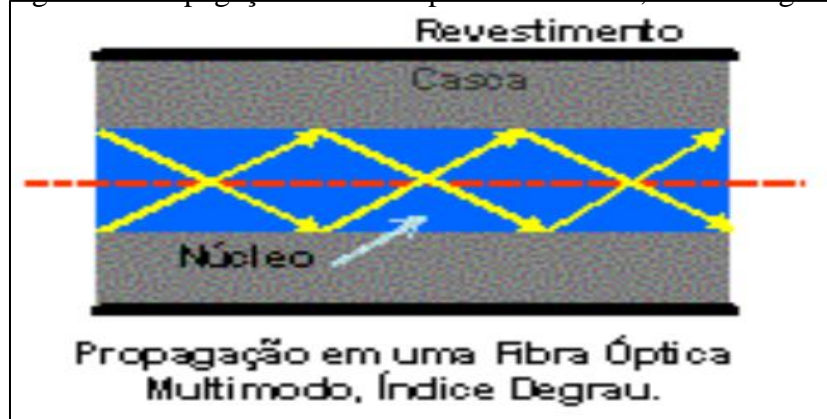 Revestimento
Casca
Núcleo
Propagação em uma Fibra Óptica
Multimodo, Índice Degrau.